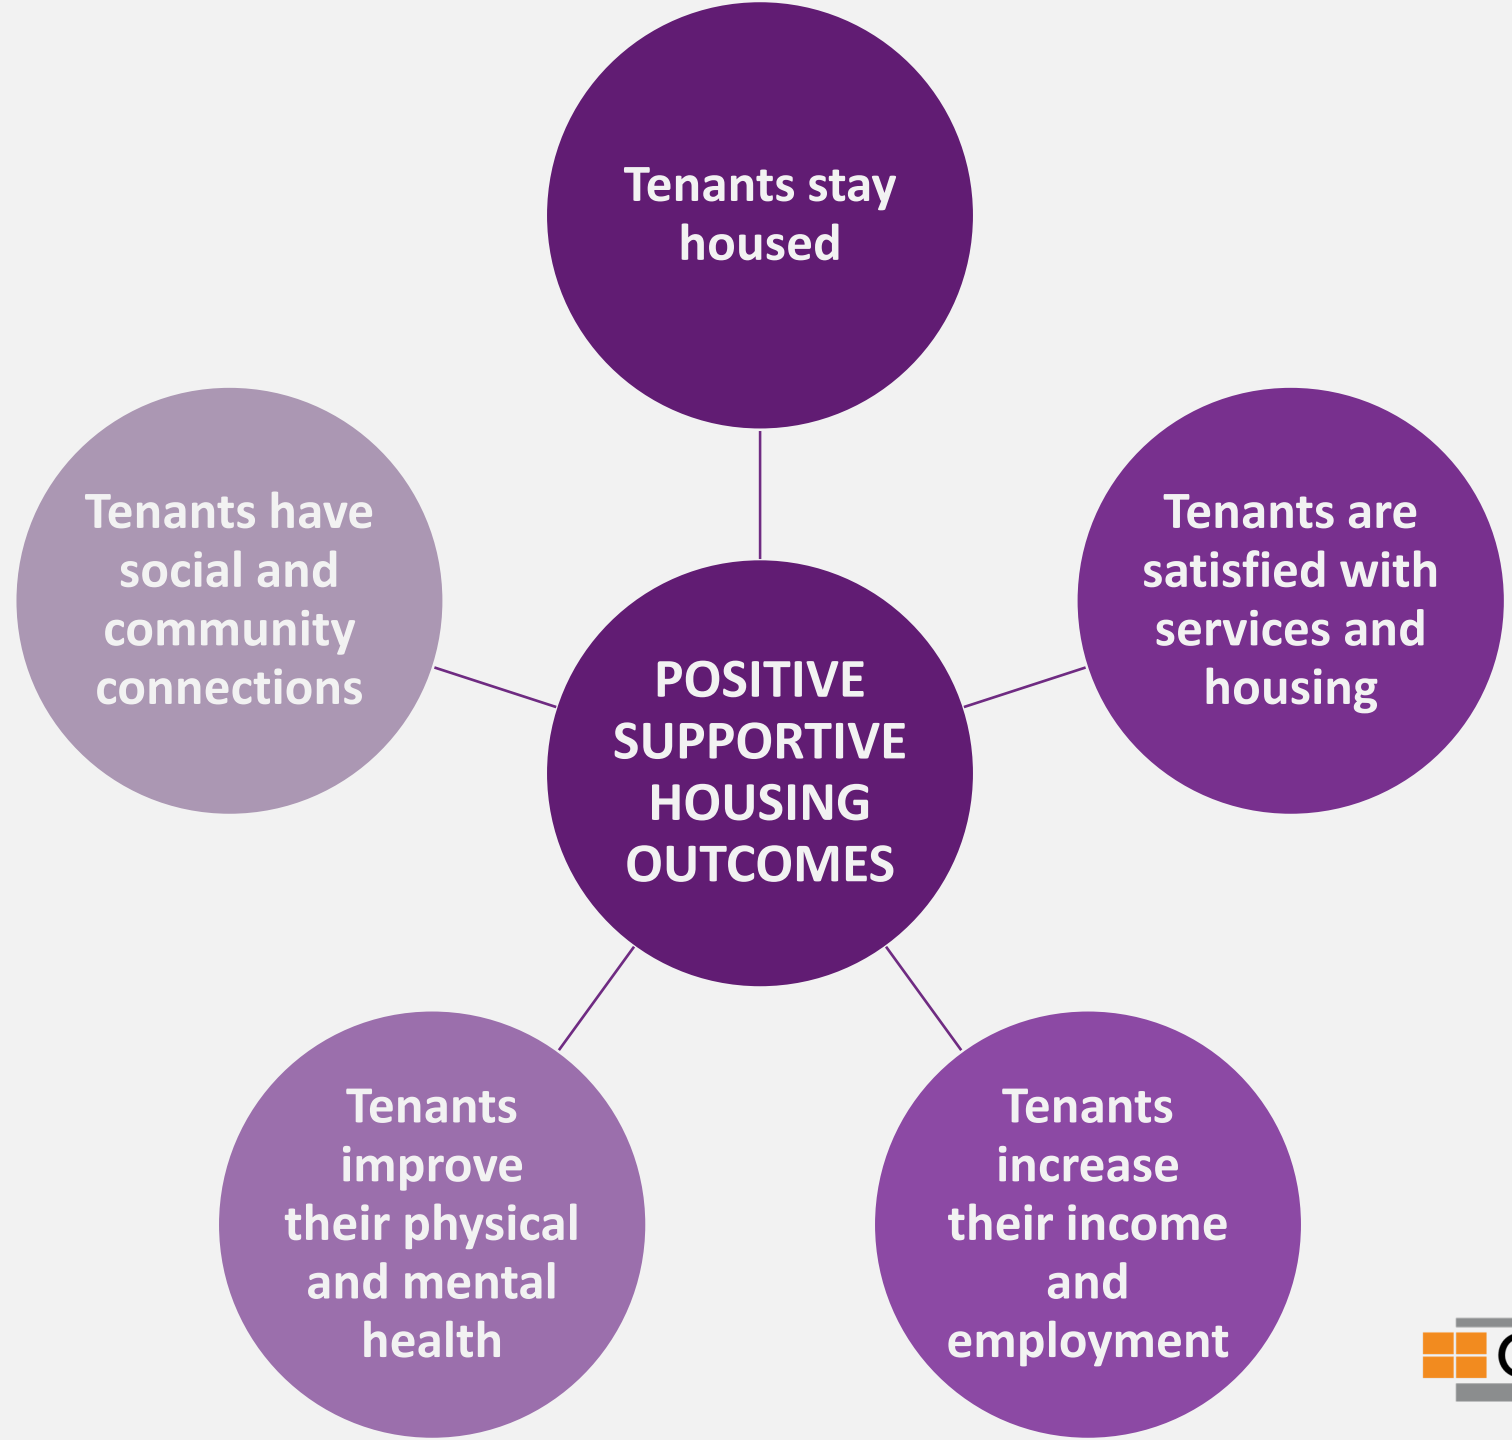 Tenants stay
housed
Tenants have
social and
community
connections
Tenants are
satisfied with
services and
housing
POSITIVE
SUPPORTIVE
HOUSING
OUTCOMES
Tenants
improve
their physical
and mental
health
Tenants
increase
their income
and
employment